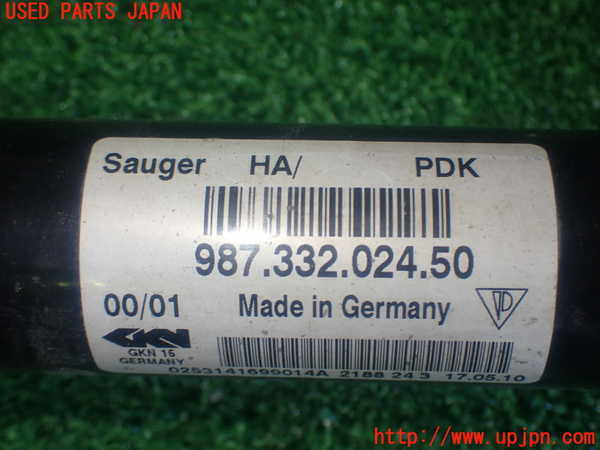 USED PARTS JAPAN
Sauger HA/ PDK
987.332.024.50
00/01 Made in Germany
GKN
GKN 15
GERMANY
0253141699014A 2188 24 3 17.05.10
http://www.upjpn.com/